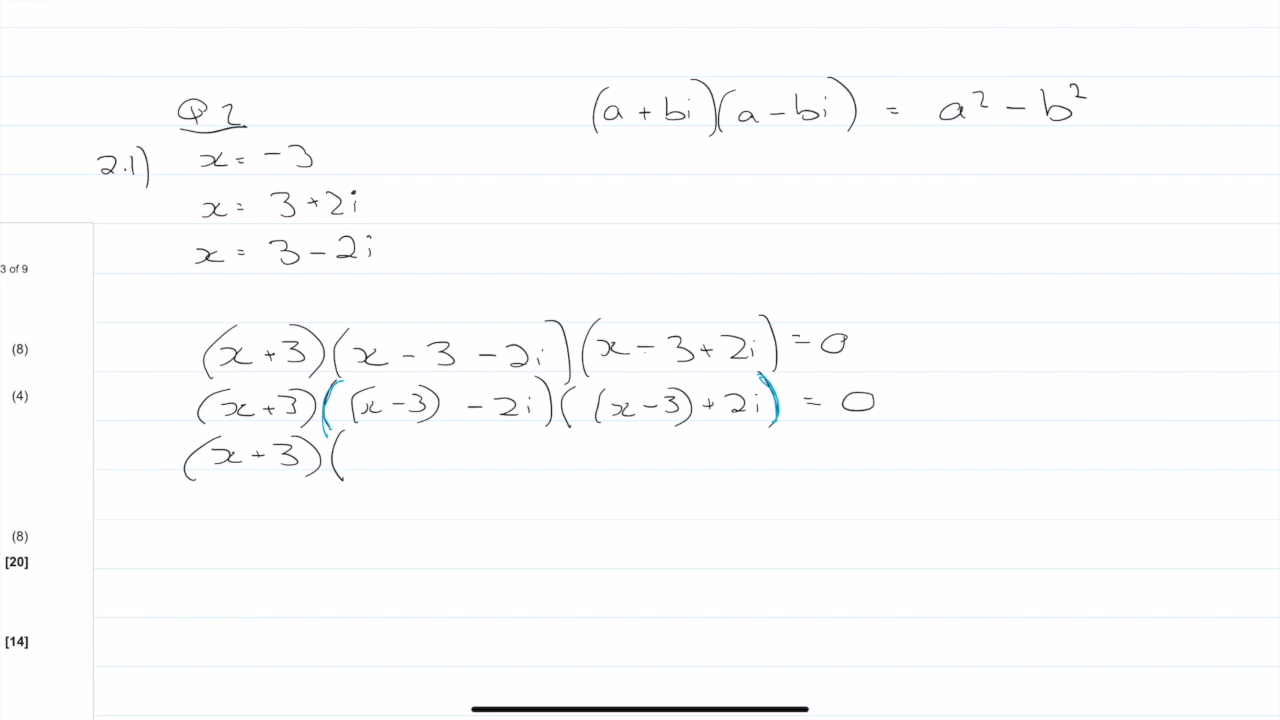 Q 2
(a + bi)(a - bi) = a² - b²
2.1) x = -3
x = 3 + 2i
x = 3 - 2i
3 of 9
(x + 3)(x - 3 - 2i)(x - 3 + 2i) = 0
(8)
(x + 3)((x - 3) - 2i)((x - 3) + 2i) = 0
(4)
(x + 3)(
(8)
[20]
[14]